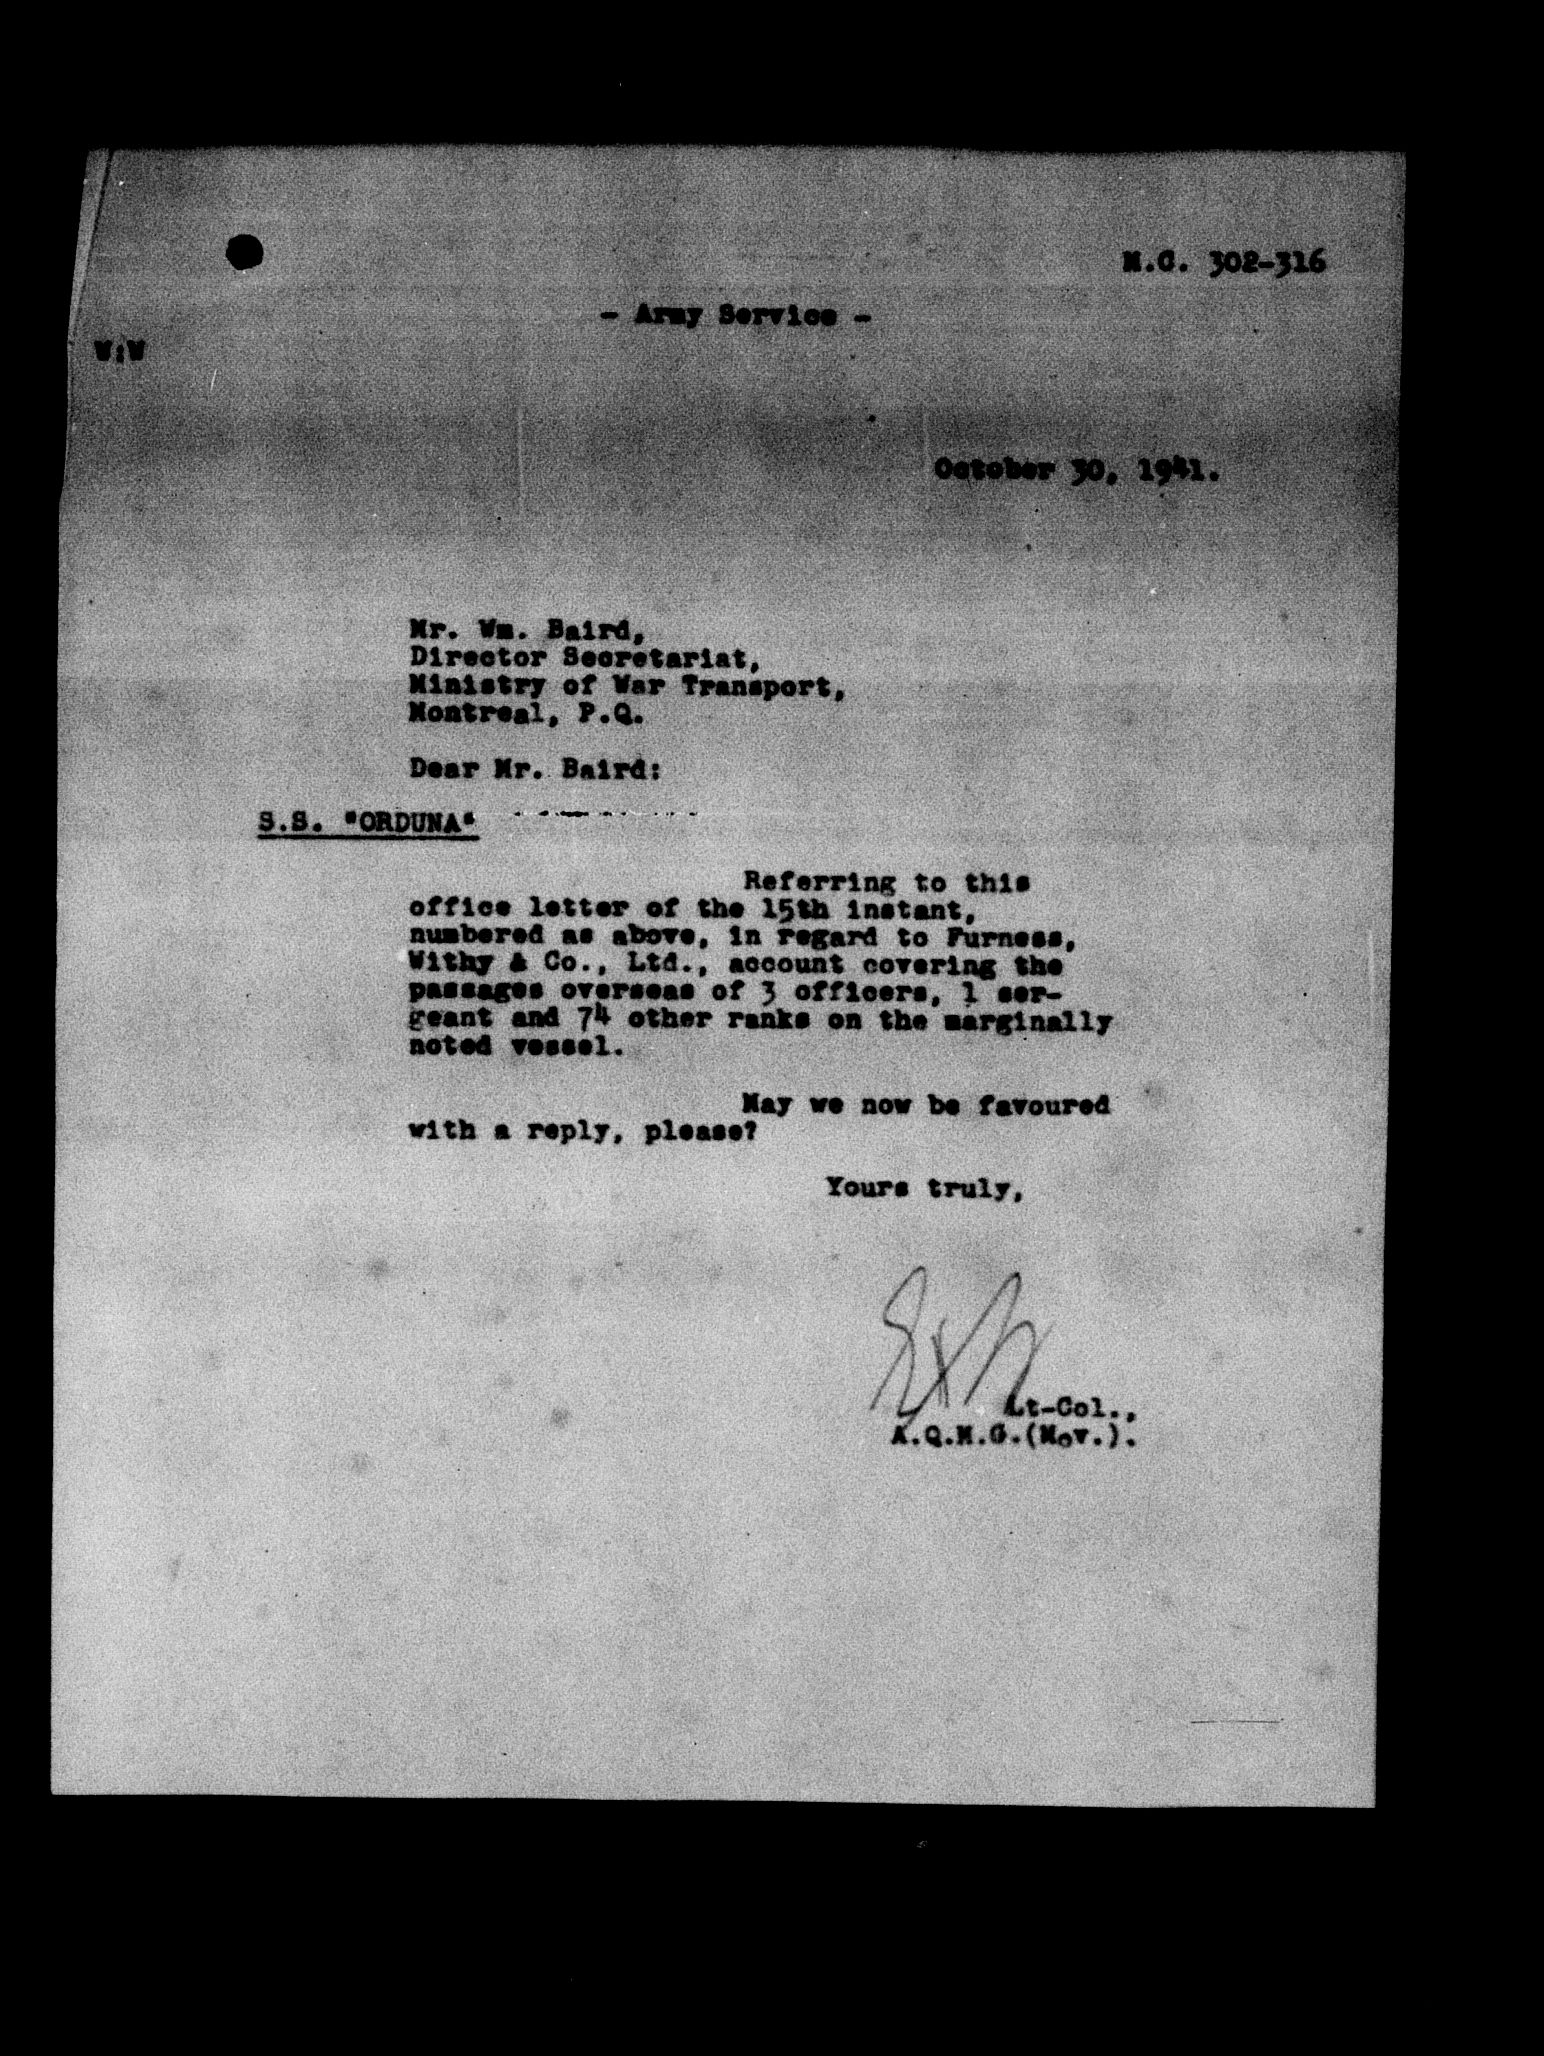 M.C. 302-316
- Army Service -
W:W
October 30, 1941.
Mr. Wm. Baird,
Director Secretariat,
Ministry of War Transport,
Montreal, P.Q.
Dear Mr. Baird:
S.S. "ORDUNA"
Referring to this
office letter of the 15th instant,
numbered as above, in regard to Furness,
Withy & Co., Ltd., account covering the
passages overseas of 3 officers, 1 ser-
geant and 74 other ranks on the marginally
noted vessel.
May we now be favoured
with a reply, please?
Yours truly,
Lt-Col.,
A.Q.M.G.(Mov.).